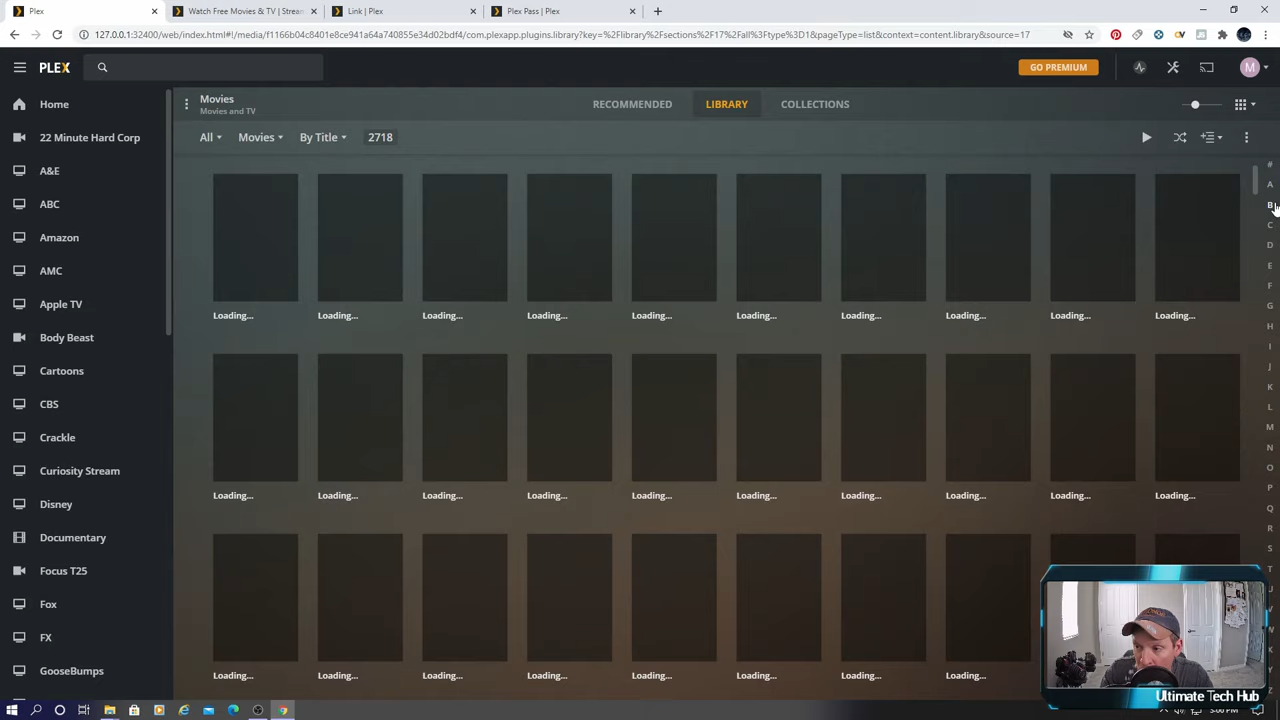 Plex
Watch Free Movies & TV | Stream
Link | Plex
Plex Pass | Plex
127.0.0.1:32400/web/index.html#!/media/f1166b04c8401e8ce941a64a740855e34d02bdf4/com.plexapp.plugins.library?key=%2Flibrary%2Fsections%2F17%2Fall%3Ftype%3D1&pageType=list&context=content.library&source=17
PLEX
GO PREMIUM
M
Home
22 Minute Hard Corp
A&E
ABC
Amazon
AMC
Apple TV
Body Beast
Cartoons
CBS
Crackle
Curiosity Stream
Disney
Documentary
Focus T25
Fox
FX
GooseBumps
Movies
Movies and TV
RECOMMENDED
LIBRARY
COLLECTIONS
All
Movies
By Title
2718
Loading... Loading... Loading... Loading... Loading... Loading... Loading... Loading... Loading... Loading...
Loading... Loading... Loading... Loading... Loading... Loading... Loading... Loading... Loading... Loading...
Loading... Loading... Loading... Loading... Loading... Loading... Loading... Loading...
#
A
B
C
D
E
F
G
H
I
J
K
L
M
N
O
P
Q
R
S
T
Ultimate Tech Hub